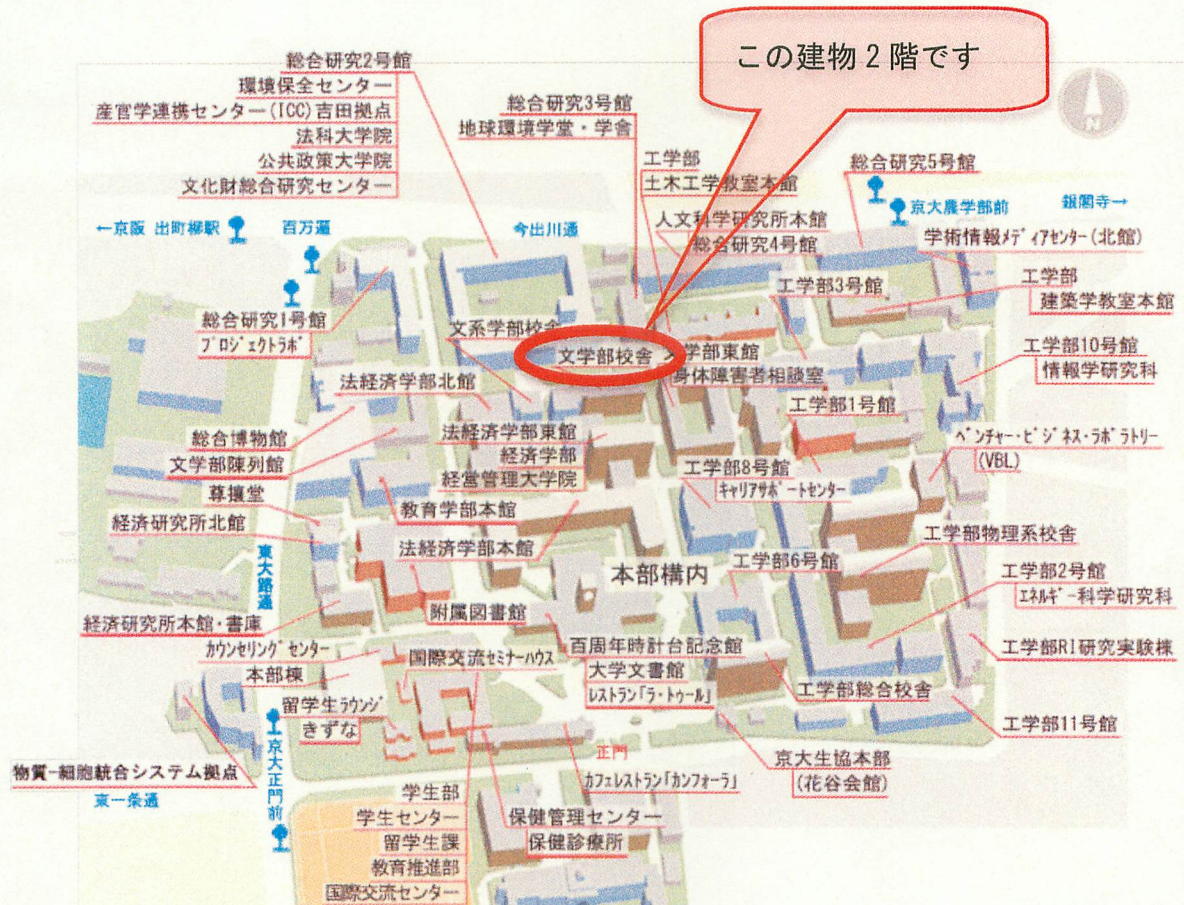 この建物２階です
総合研究2号館
環境保全センター
産官学連携センター(ICC)吉田拠点
法科大学院
公共政策大学院
文化財総合研究センター
総合研究3号館
地球環境学堂・学舎
工学部
土木工学教室本館
総合研究5号館
京大農学部前
銀閣寺→
←京阪 出町柳駅
百万遍
今出川通
人文科学研究所本館
総合研究4号館
学術情報ﾒﾃﾞｨｱｾﾝﾀｰ(北館)
工学部3号館
工学部
建築学教室本館
総合研究1号館
ﾌﾟﾛｼﾞｪｸﾄﾗﾎﾞ
文系学部校舎
文学部校舎
文学部東館
身体障害者相談室
工学部10号館
情報学研究科
法経済学部北館
工学部1号館
総合博物館
文学部陳列館
法経済学部東館
経済学部
経営管理大学院
ﾍﾞﾝﾁｬｰ・ﾋﾞｼﾞﾈｽ・ﾗﾎﾞﾗﾄﾘｰ
(VBL)
工学部8号館
ｷｬﾘｱｻﾎﾟｰﾄｾﾝﾀｰ
尊攘堂
経済研究所北館
教育学部本館
法経済学部本館
工学部物理系校舎
東大路通
本部構内
工学部6号館
工学部2号館
ｴﾈﾙｷﾞｰ科学研究科
附属図書館
経済研究所本館・書庫
ｶｳﾝｾﾘﾝｸﾞｾﾝﾀｰ
本部棟
国際交流ｾﾐﾅｰﾊｳｽ
百周年時計台記念館
大学文書館
ﾚｽﾄﾗﾝ｢ﾗ・ﾄｩｰﾙ｣
工学部RI研究実験棟
工学部総合校舎
留学生ﾗｳﾝｼﾞ
きずな
工学部11号館
正門
京大生協本部
(花谷会館)
物質-細胞統合システム拠点
東一条通
京大正門前
ｶﾌｪﾚｽﾄﾗﾝ｢ｶﾝﾌｫｰﾗ｣
学生部
学生センター
留学生課
教育推進部
国際交流センター
保健管理センター
保健診療所
N